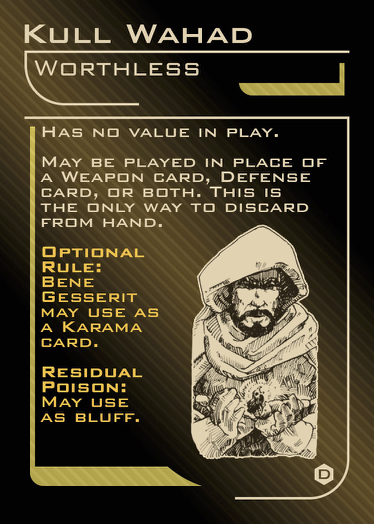 Kull Wahad
Worthless
Has no value in play.
May be played in place of
a Weapon card, Defense
card, or both. This is
the only way to discard
from hand.
Optional
Rule:
Bene
Gesserit
may use as
a Karama
card.
Residual
Poison:
May use
as bluff.
D